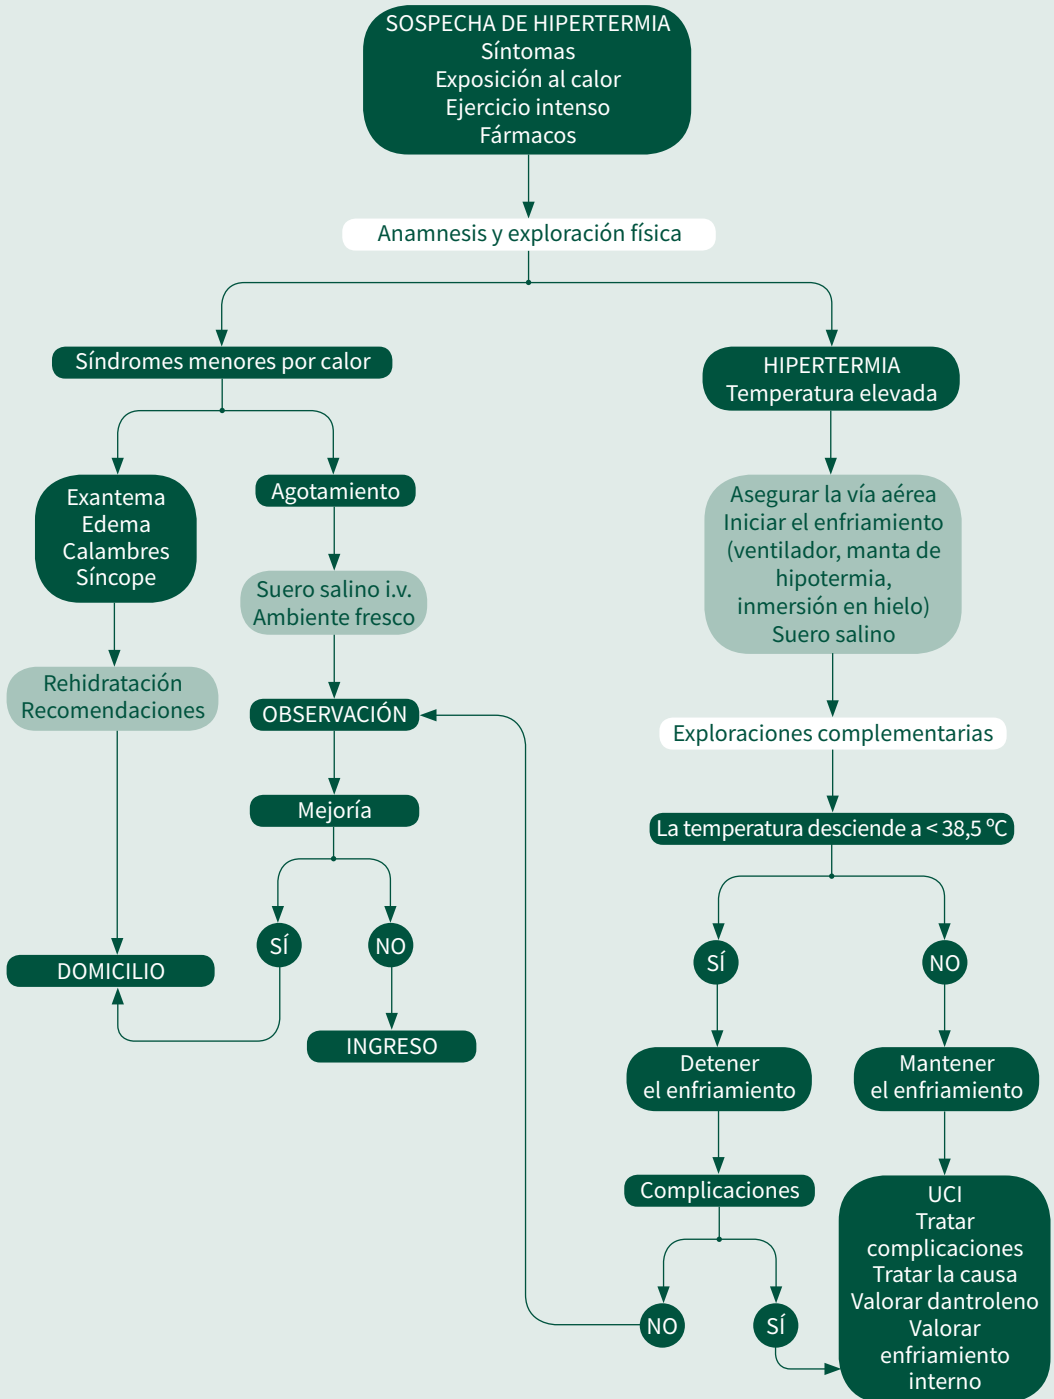 SOSPECHA DE HIPERTERMIA
Síntomas
Exposición al calor
Ejercicio intenso
Fármacos
Anamnesis y exploración física
Síndromes menores por calor
HIPERTERMIA
Temperatura elevada
Exantema
Edema
Calambres
Síncope
Agotamiento
Asegurar la vía aérea
Iniciar el enfriamiento
(ventilador, manta de
hipotermia,
inmersión en hielo)
Suero salino
Suero salino i.v.
Ambiente fresco
Rehidratación
Recomendaciones
OBSERVACIÓN
Exploraciones complementarias
Mejoría
La temperatura desciende a < 38,5 ºC
SÍ
NO
SÍ
NO
DOMICILIO
INGRESO
Detener
el enfriamiento
Mantener
el enfriamiento
Complicaciones
UCI
Tratar
complicaciones
Tratar la causa
Valorar dantroleno
Valorar
enfriamiento
interno
NO
SÍ